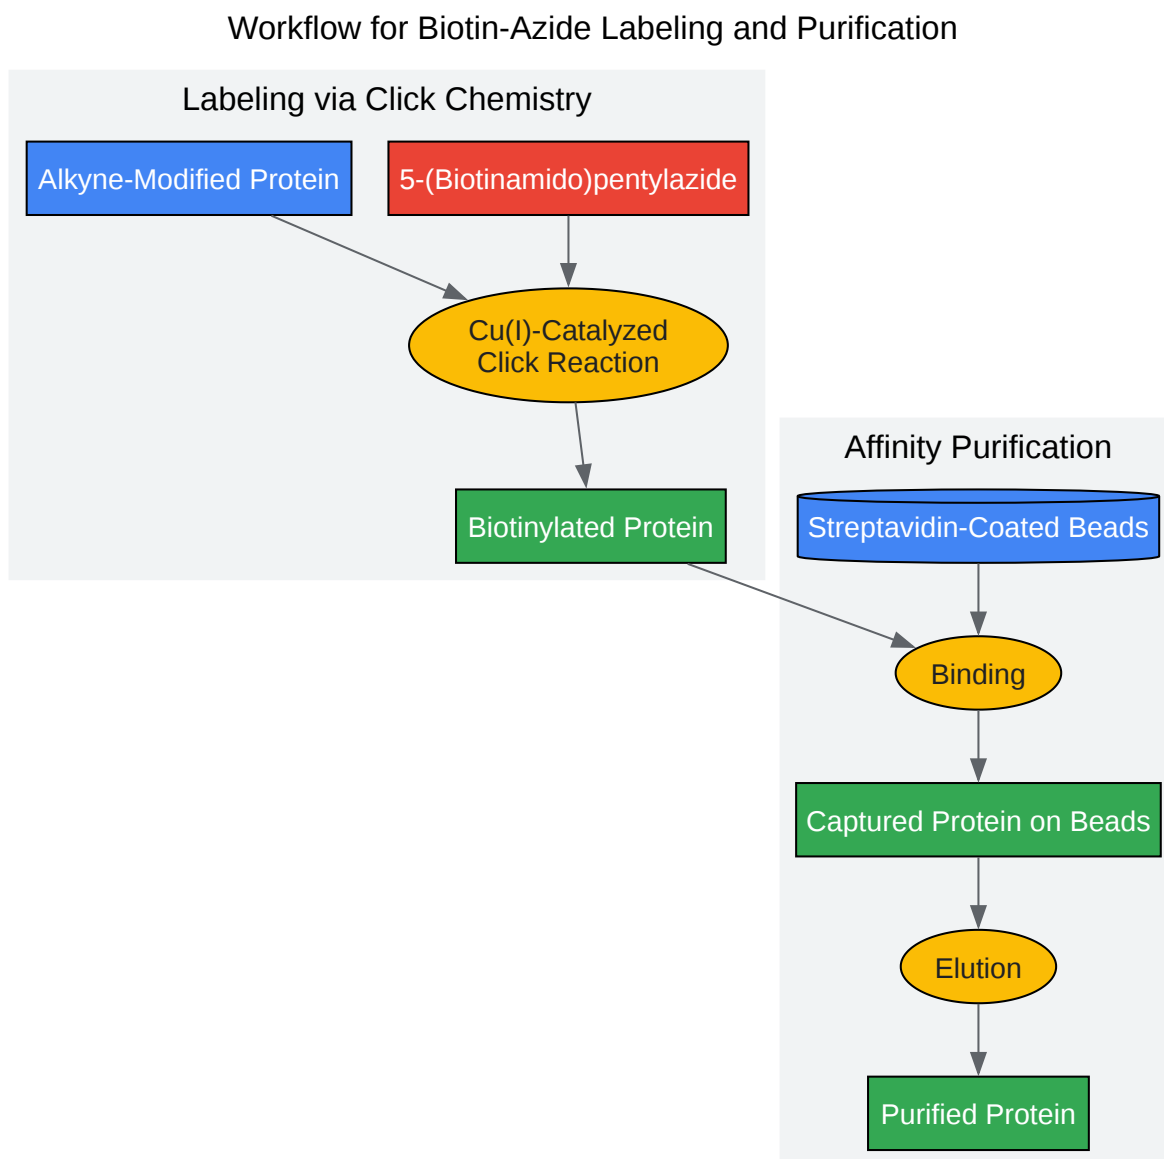 Workflow for Biotin-Azide Labeling and Purification
Labeling via Click Chemistry
Alkyne-Modified Protein
5-(Biotinamido)pentylazide
Cu(I)-Catalyzed
Click Reaction
Biotinylated Protein
Affinity Purification
Streptavidin-Coated Beads
Binding
Captured Protein on Beads
Elution
Purified Protein